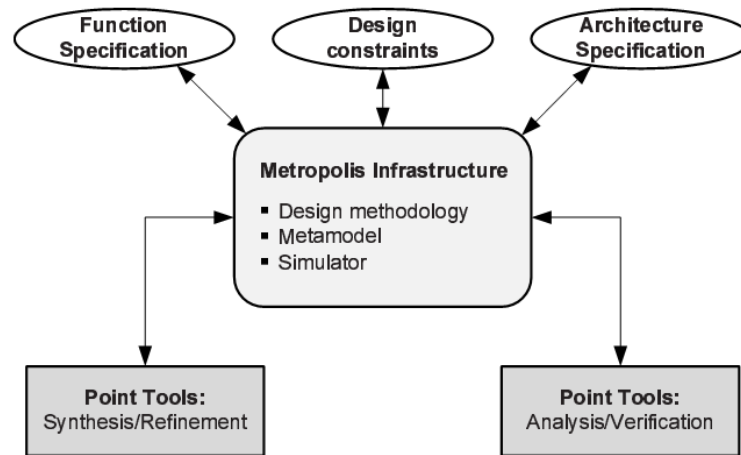 Function
Specification
Design
constraints
Architecture
Specification
Metropolis Infrastructure
▪ Design methodology
▪ Metamodel
▪ Simulator
Point Tools:
Synthesis/Refinement
Point Tools:
Analysis/Verification